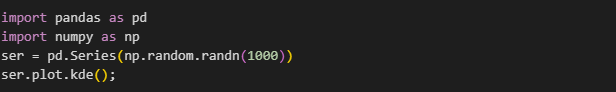 import pandas as pd
import numpy as np
ser = pd.Series(np.random.randn(1000))
ser.plot.kde();